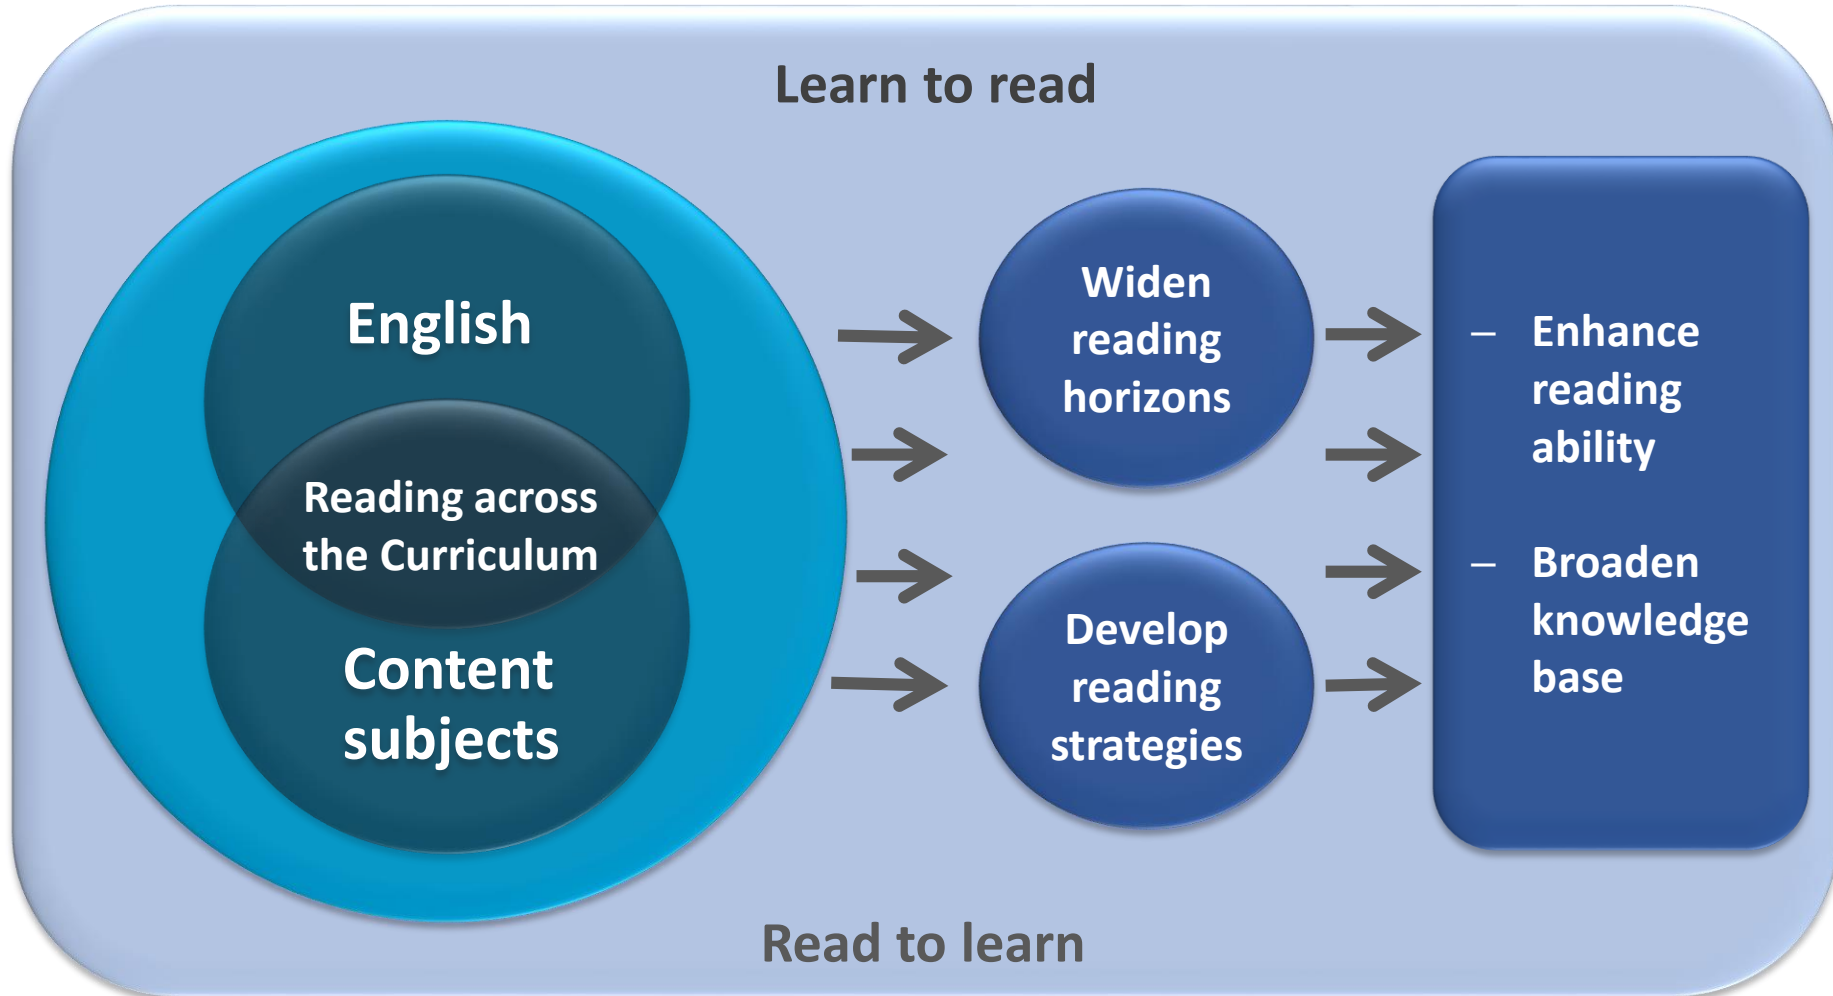 Learn to read
English
Reading across
the Curriculum
Content
subjects
Widen
reading
horizons
Develop
reading
strategies
– Enhance
reading
ability
– Broaden
knowledge
base
Read to learn